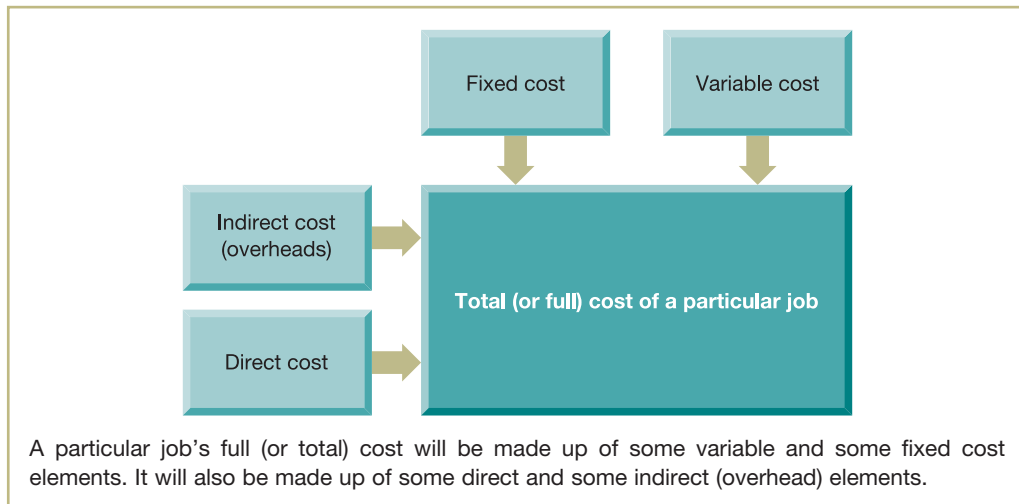 Fixed cost
Variable cost
Indirect cost
(overheads)
Total (or full) cost of a particular job
Direct cost
A particular job's full (or total) cost will be made up of some variable and some fixed cost
elements. It will also be made up of some direct and some indirect (overhead) elements.